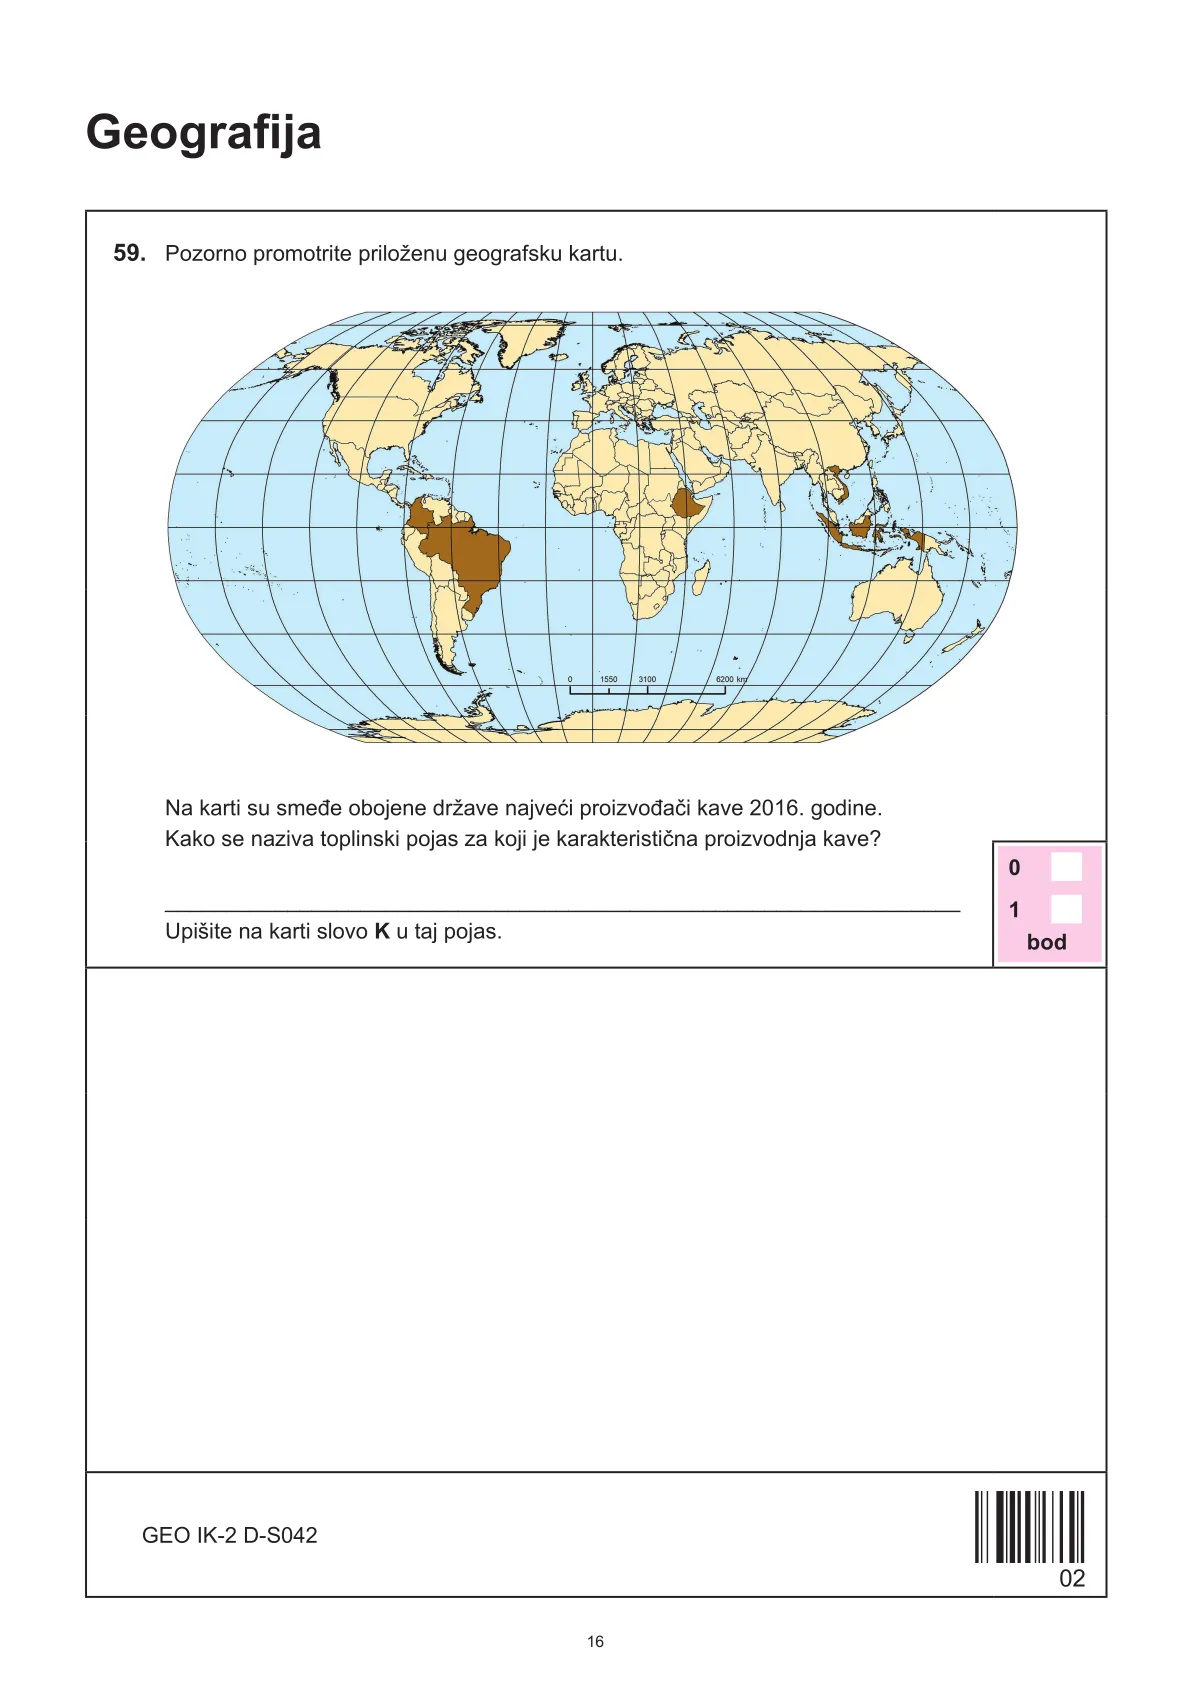 Geografija
59. Pozorno promotrite priloženu geografsku kartu.
0 1550 3100 6200 km
Na karti su smeđe obojene države najveći proizvođači kave 2016. godine.
Kako se naziva toplinski pojas za koji je karakteristična proizvodnja kave?
Upišite na karti slovo K u taj pojas.
0
1
bod
GEO IK-2 D-S042
02
16